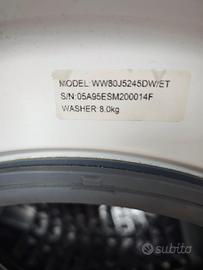 MODEL: WW80J5245DW/ET
S/N:05A95ESM200014F
WASHER:8.0kg
subito